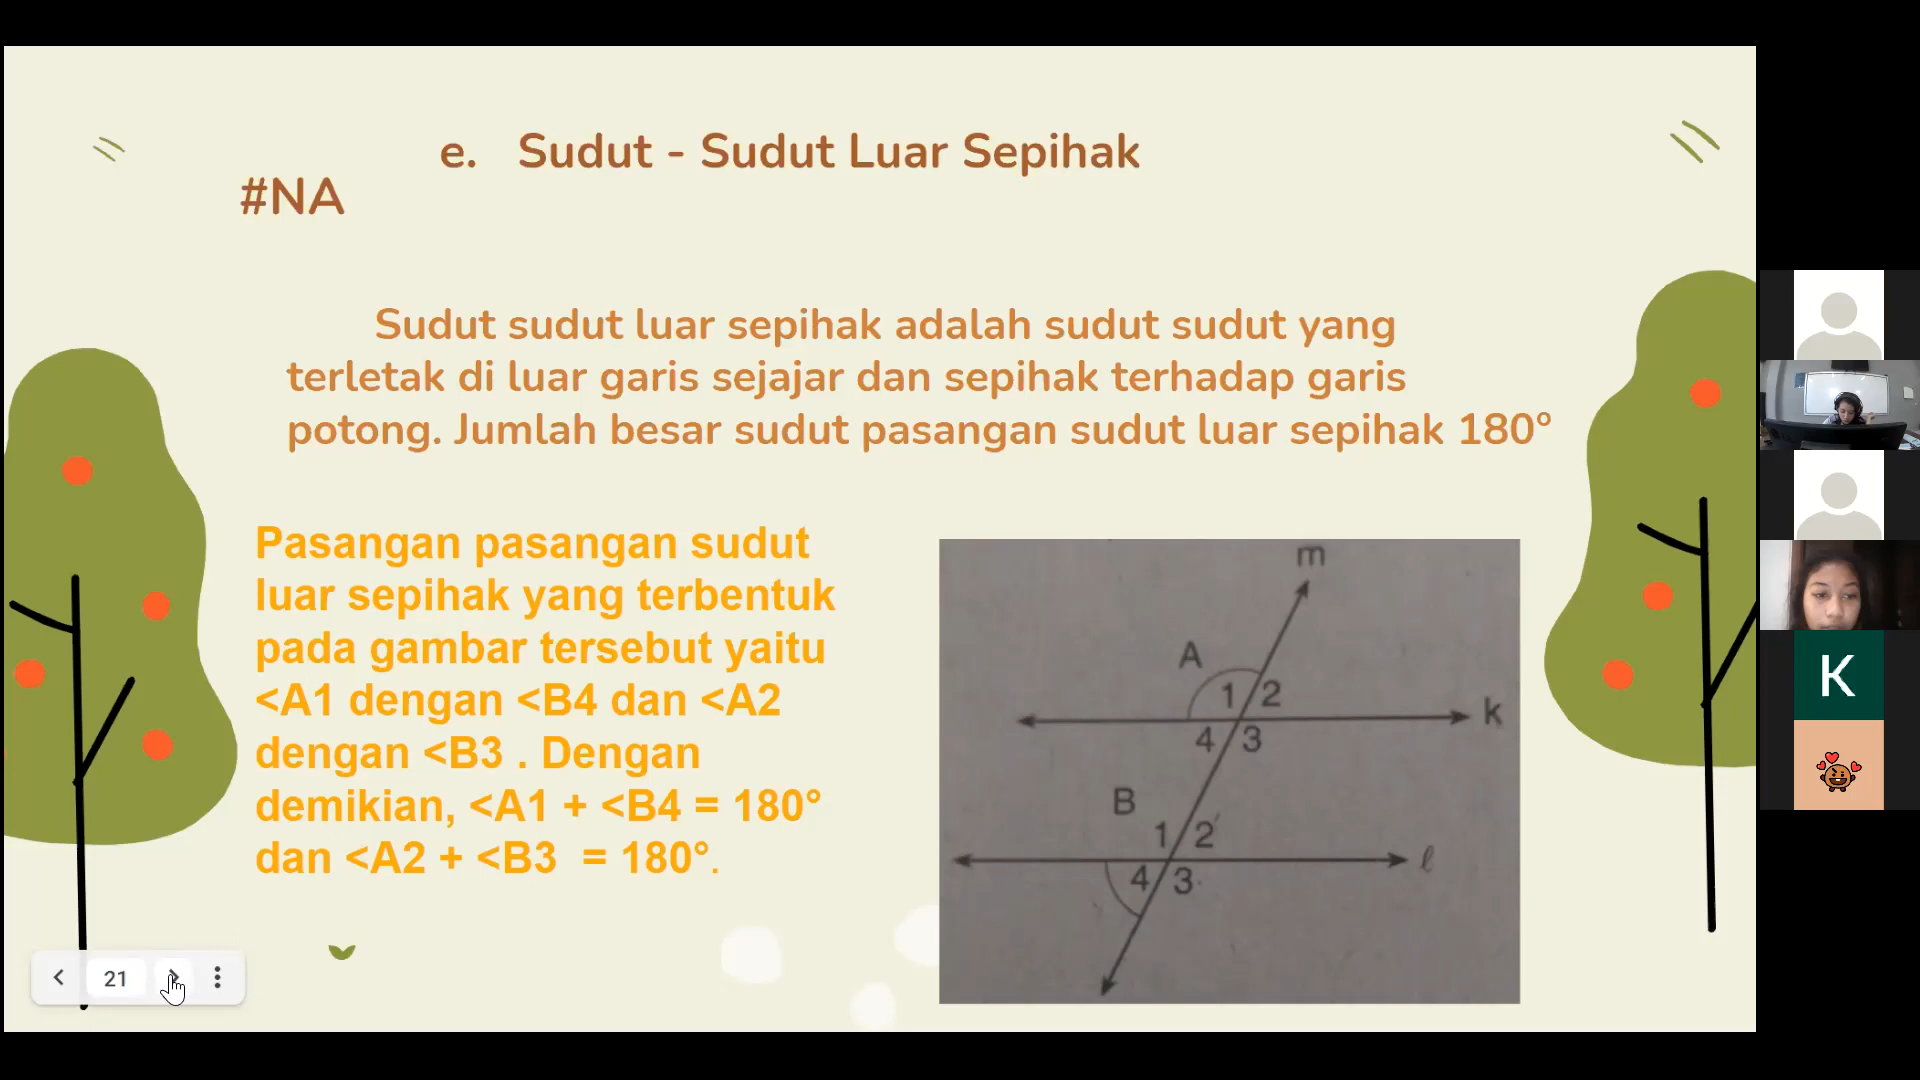 e. Sudut - Sudut Luar Sepihak
#NA
Sudut sudut luar sepihak adalah sudut sudut yang
terletak di luar garis sejajar dan sepihak terhadap garis
potong. Jumlah besar sudut pasangan sudut luar sepihak 180°
Pasangan pasangan sudut
luar sepihak yang terbentuk
pada gambar tersebut yaitu
<A1 dengan <B4 dan <A2
dengan <B3 . Dengan
demikian, <A1 + <B4 = 180°
dan <A2 + <B3 = 180°.
m
A
1 2
k
4 3
B
1 2
ℓ
4 3
21
K